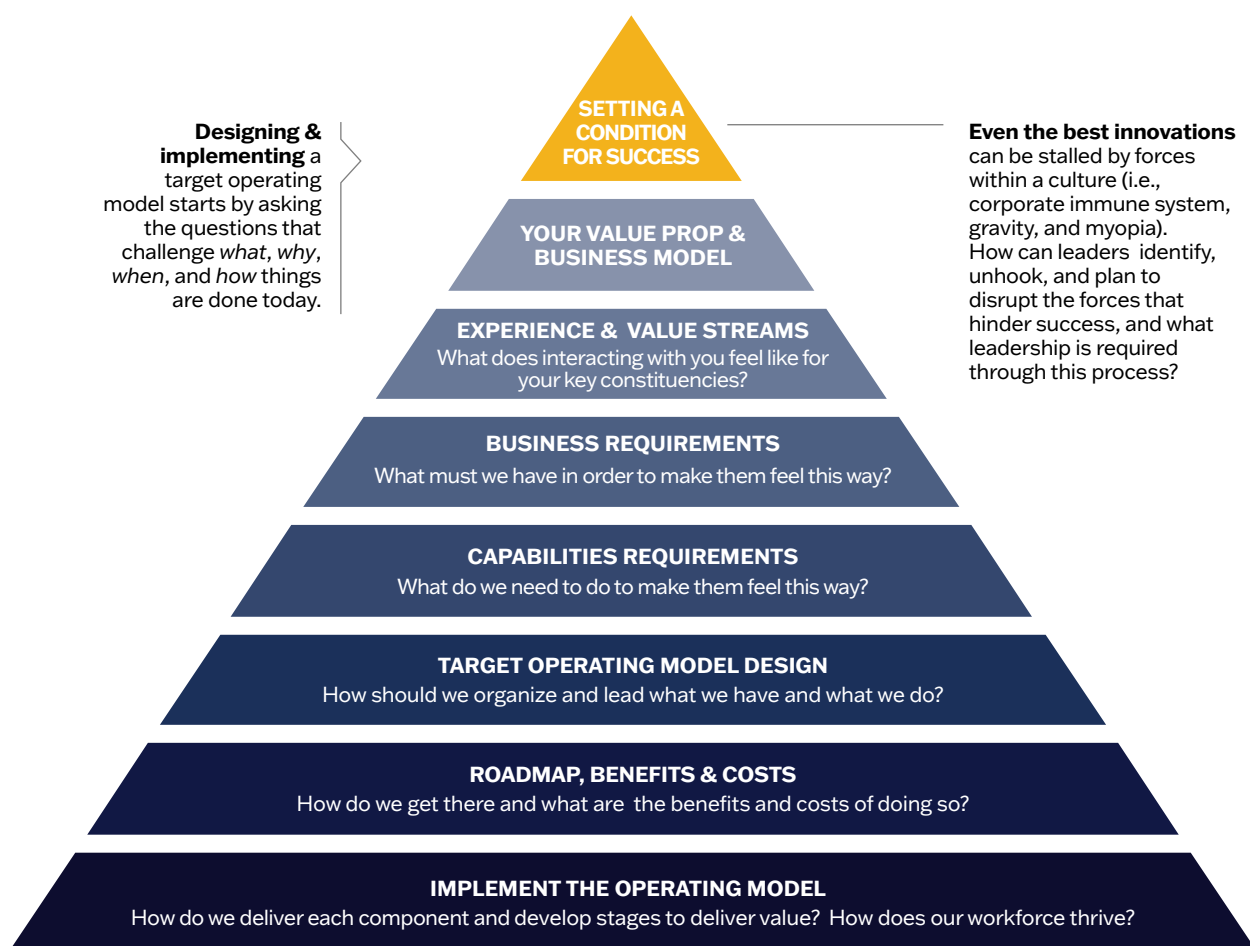 SETTING A
CONDITION
FOR SUCCESS
Designing &
implementing a
target operating
model starts by asking
the questions that
challenge what, why,
when, and how things
are done today.
Even the best innovations
can be stalled by forces
within a culture (i.e.,
corporate immune system,
gravity, and myopia).
How can leaders identify,
unhook, and plan to
disrupt the forces that
hinder success, and what
leadership is required
through this process?
YOUR VALUE PROP &
BUSINESS MODEL
EXPERIENCE & VALUE STREAMS
What does interacting with you feel like for
your key constituencies?
BUSINESS REQUIREMENTS
What must we have in order to make them feel this way?
CAPABILITIES REQUIREMENTS
What do we need to do to make them feel this way?
TARGET OPERATING MODEL DESIGN
How should we organize and lead what we have and what we do?
ROADMAP, BENEFITS & COSTS
How do we get there and what are the benefits and costs of doing so?
IMPLEMENT THE OPERATING MODEL
How do we deliver each component and develop stages to deliver value? How does our workforce thrive?